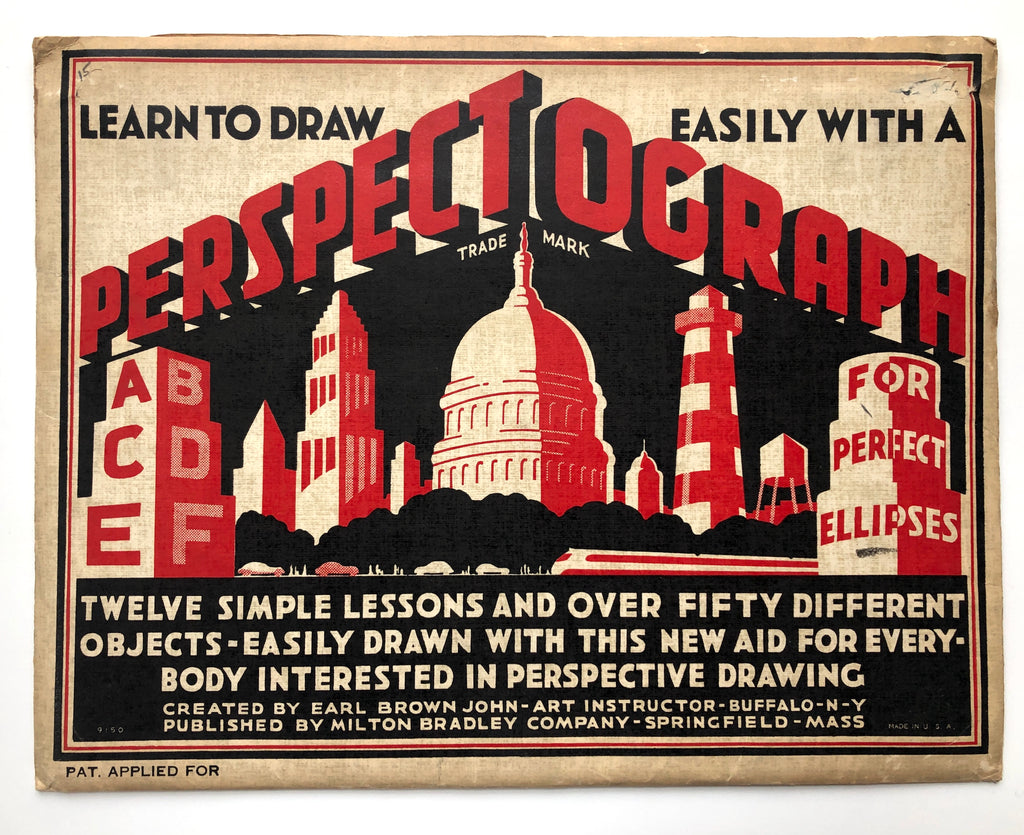 15-
LEARN TO DRAW EASILY WITH A
PERSPECTOGRAPH
TRADE MARK
A B
C D
E F
FOR
PERFECT
ELLIPSES
TWELVE SIMPLE LESSONS AND OVER FIFTY DIFFERENT
OBJECTS-EASILY DRAWN WITH THIS NEW AID FOR EVERY-
BODY INTERESTED IN PERSPECTIVE DRAWING
CREATED BY EARL BROWN JOHN-ART INSTRUCTOR-BUFFALO-N-Y
PUBLISHED BY MILTON BRADLEY COMPANY-SPRINGFIELD-MASS
9150
MADE IN U. S. A.
PAT. APPLIED FOR